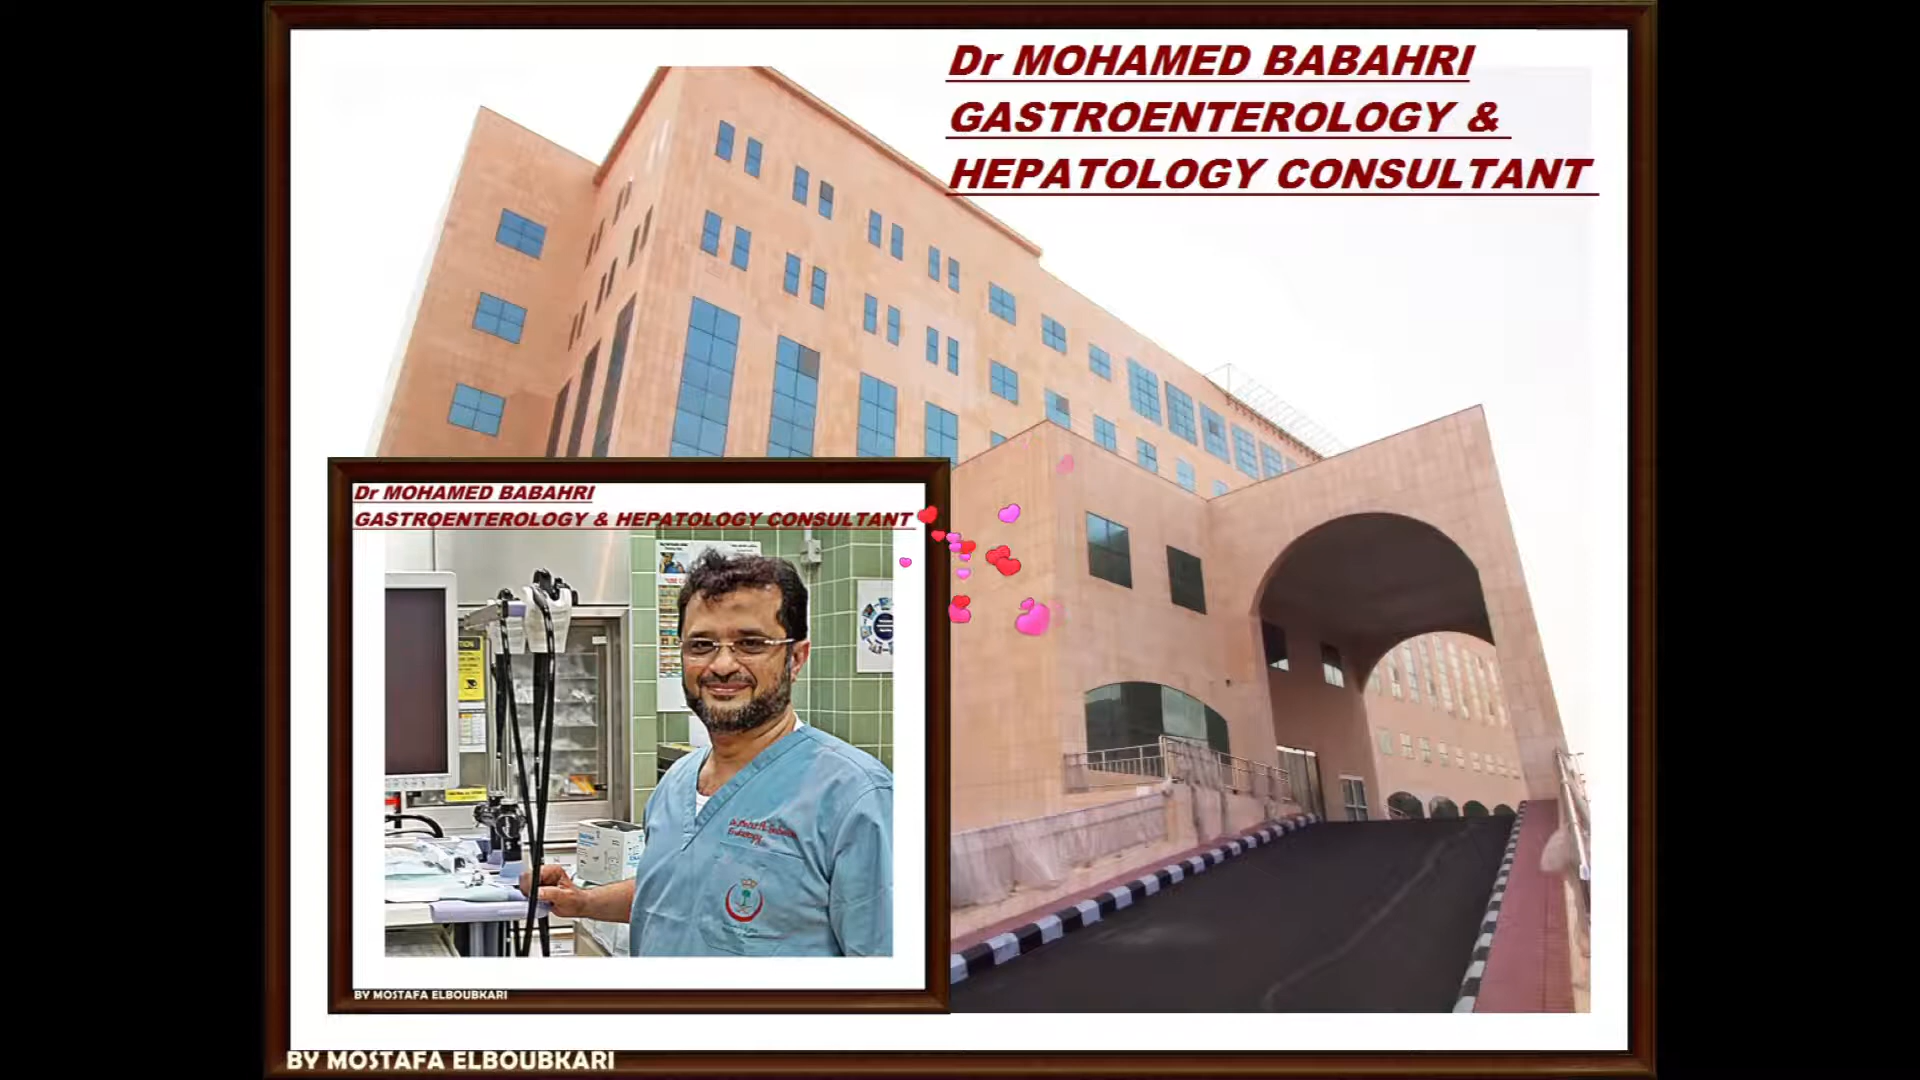 Dr MOHAMED BABAHRI
GASTROENTEROLOGY &
HEPATOLOGY CONSULTANT
Dr MOHAMED BABAHRI
GASTROENTEROLOGY & HEPATOLOGY CONSULTANT
BY MOSTAFA ELBOUBKARI
BY MOSTAFA ELBOUBKARI